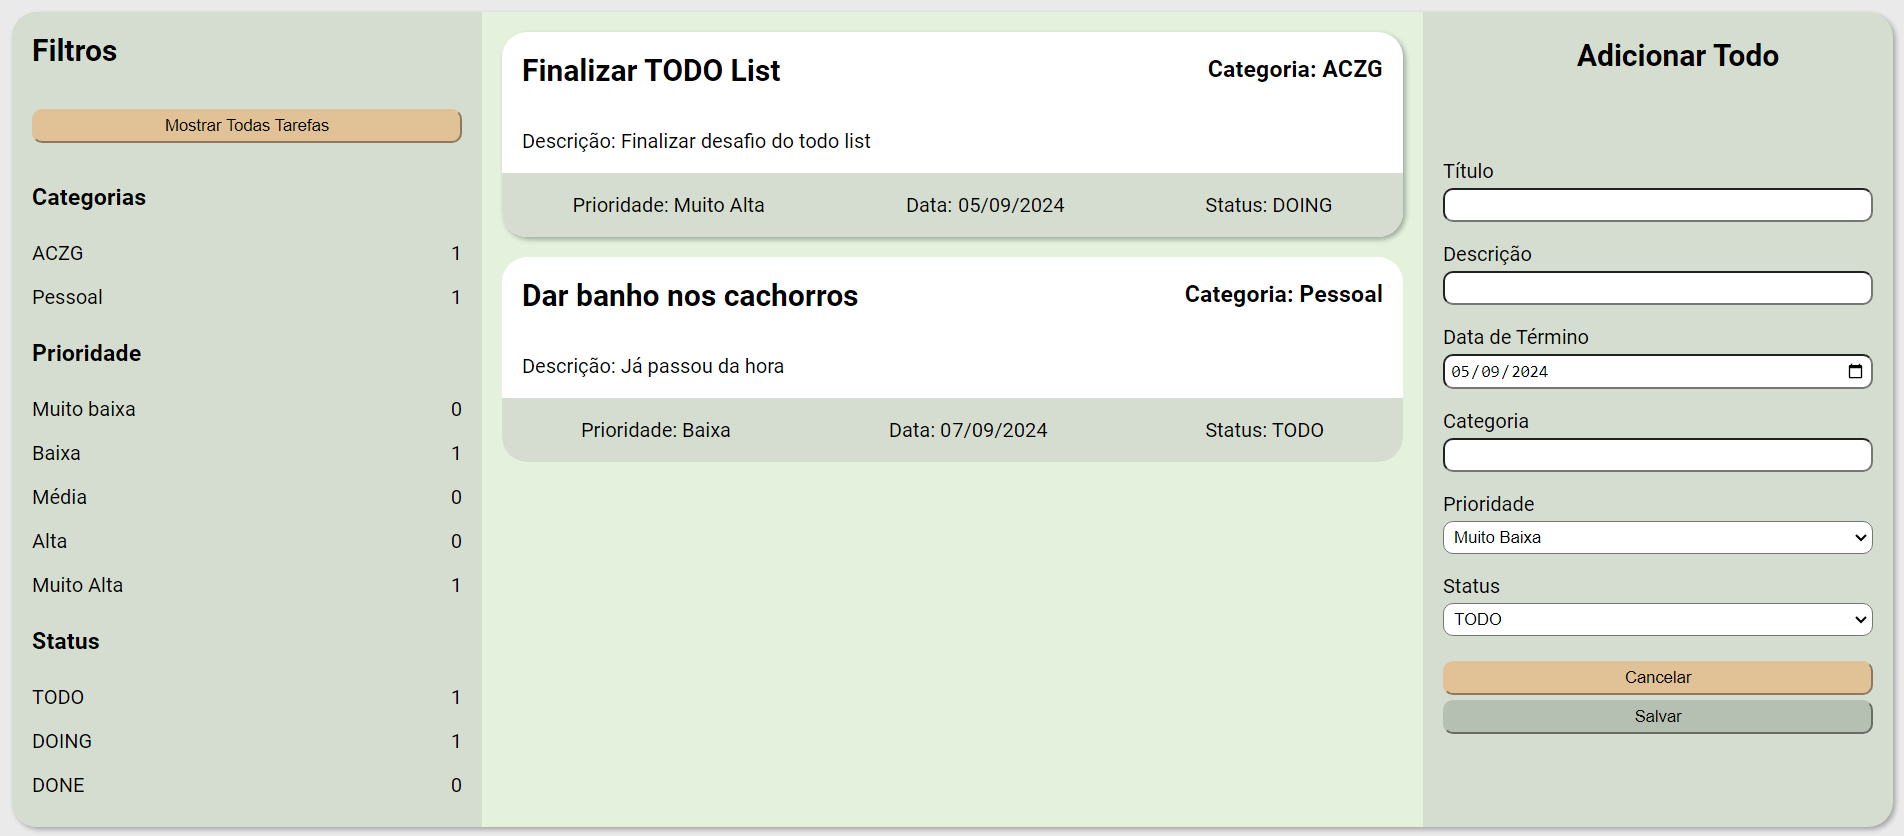 Filtros
Mostrar Todas Tarefas
Categorias
ACZG 1
Pessoal 1
Prioridade
Muito baixa 0
Baixa 1
Média 0
Alta 0
Muito Alta 1
Status
TODO 1
DOING 1
DONE 0
Finalizar TODO List Categoria: ACZG
Descrição: Finalizar desafio do todo list
Prioridade: Muito Alta Data: 05/09/2024 Status: DOING
Dar banho nos cachorros Categoria: Pessoal
Descrição: Já passou da hora
Prioridade: Baixa Data: 07/09/2024 Status: TODO
Adicionar Todo
Título
Descrição
Data de Término
05/09/2024
Categoria
Prioridade
Muito Baixa
Status
TODO
Cancelar
Salvar